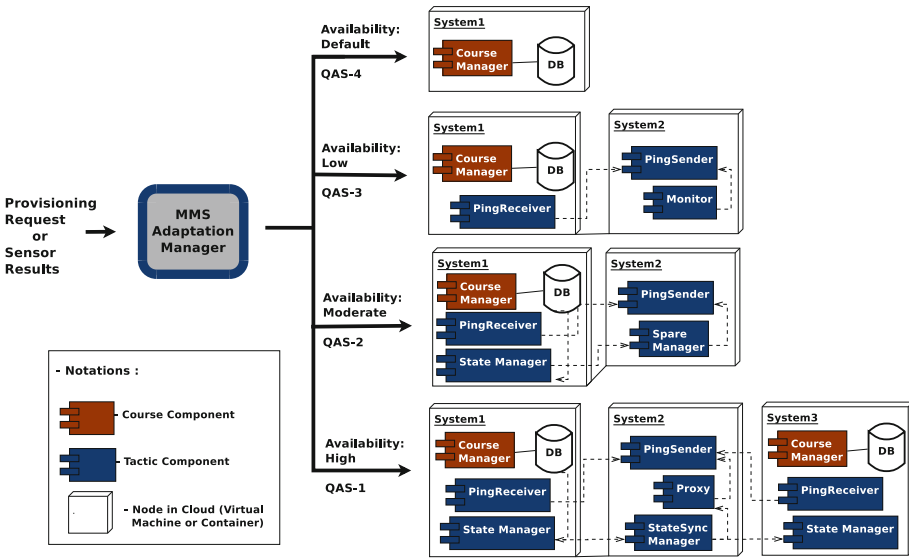 Provisioning
Request
or
Sensor
Results
MMS
Adaptation
Manager
Availability:
Default
QAS-4
System1
Course
Manager
DB
Availability:
Low
QAS-3
System1
Course
Manager
DB
PingReceiver
System2
PingSender
Monitor
Availability:
Moderate
QAS-2
System1
Course
Manager
DB
PingReceiver
State Manager
System2
PingSender
Spare
Manager
Availability:
High
QAS-1
System1
Course
Manager
DB
PingReceiver
State Manager
System2
PingSender
Proxy
StateSync
Manager
System3
Course
Manager
DB
PingReceiver
State Manager
- Notations :
- Course Component
- Tactic Component
- Node in Cloud (Virtual
Machine or Container)